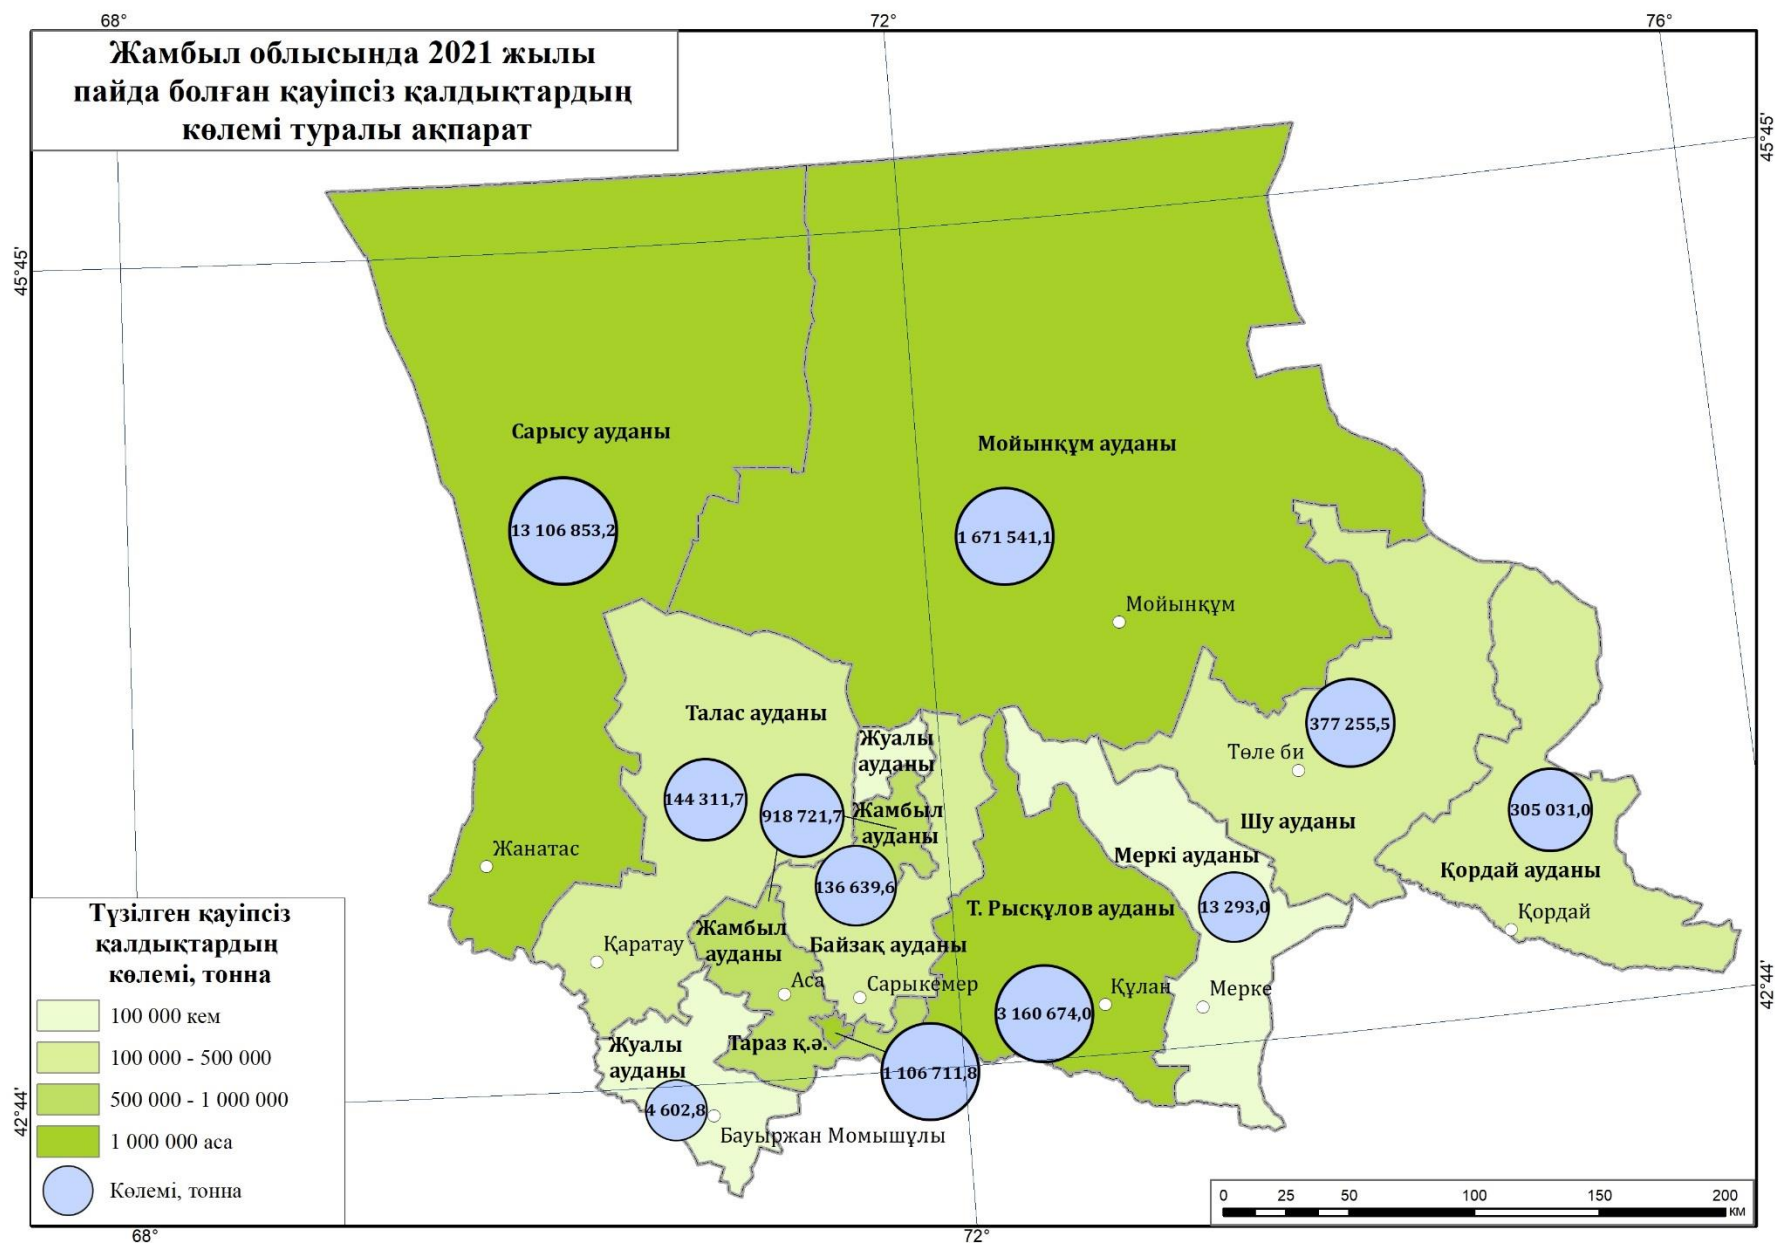 68°
72°
76°
Жамбыл облысында 2021 жылы
пайда болған қауіпсіз қалдықтардың
көлемі туралы ақпарат
45°45'
45°45'
Сарысу ауданы
Мойынқұм ауданы
13 106 853,2
1 671 541,1
Мойынқұм
Талас ауданы
377 255,5
Жуалы
ауданы
Төле би
144 311,7
918 721,7
Жамбыл
ауданы
305 031,0
Шу ауданы
Жанатас
Меркі ауданы
Қордай ауданы
136 639,6
Т. Рысқұлов ауданы
13 293,0
Қордай
Жамбыл
ауданы
Байзақ ауданы
Қаратау
Аса
Сарыкемер
Құлан
Мерке
3 160 674,0
42°44'
Жуалы
ауданы
Тараз қ.ә.
1 106 711,8
4 602,8
Бауыржан Момышұлы
42°44'
Түзілген қауіпсіз
қалдықтардың
көлемі, тонна
100 000 кем
100 000 - 500 000
500 000 - 1 000 000
1 000 000 аса
Көлемі, тонна
0 25 50 100 150 200
км
68°
72°